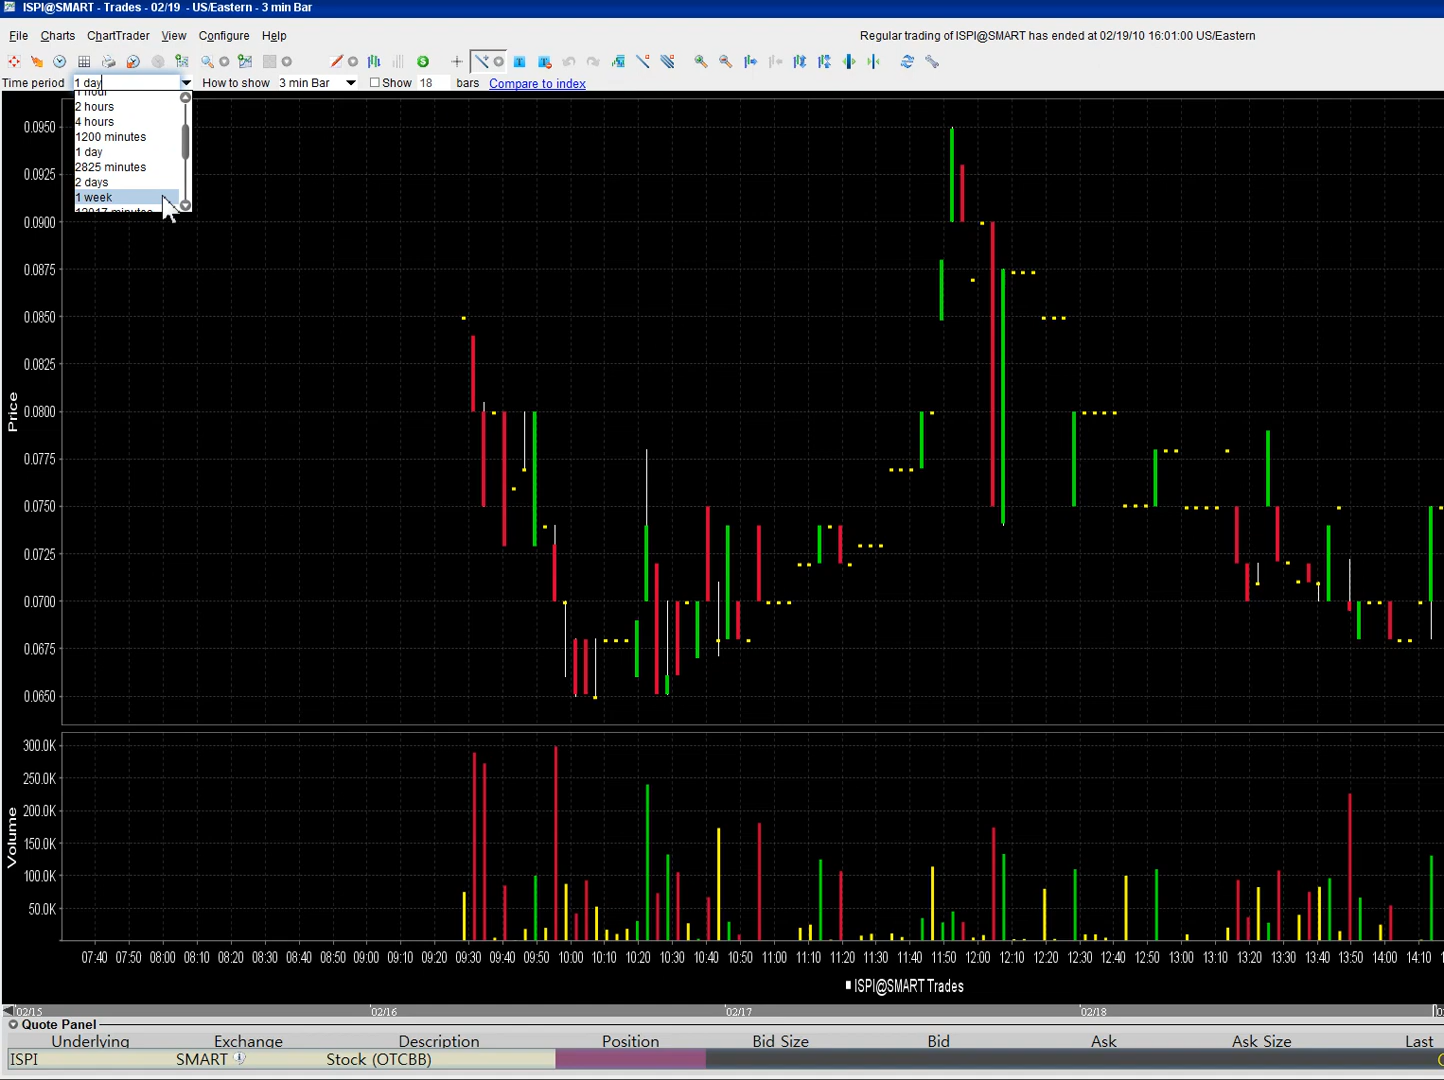 ISPI@SMART - Trades - 02/19 - US/Eastern - 3 min Bar
File Charts ChartTrader View Configure Help
Regular trading of ISPI@SMART has ended at 02/19/10 16:01:00 US/Eastern
Time period 1 day How to show 3 min Bar Show 18 bars Compare to index
1 hour
2 hours
4 hours
1200 minutes
1 day
2825 minutes
2 days
1 week
minutes
0.0950
0.0925
0.0900
0.0875
0.0850
0.0825
0.0800
0.0775
0.0750
0.0725
0.0700
0.0675
0.0650
Price
300.0K
250.0K
200.0K
150.0K
100.0K
50.0K
Volume
07:40 07:50 08:00 08:10 08:20 08:30 08:40 08:50 09:00 09:10 09:20 09:30 09:40 09:50 10:00 10:10 10:20 10:30 10:40 10:50 11:00 11:10 11:20 11:30 11:40 11:50 12:00 12:10 12:20 12:30 12:40 12:50 13:00 13:10 13:20 13:30 13:40 13:50 14:00 14:10
ISPI@SMART Trades
02/15 02/16 02/17 02/18
Quote Panel
Underlying Exchange Description Position Bid Size Bid Ask Ask Size Last
ISPI SMART Stock (OTCBB)